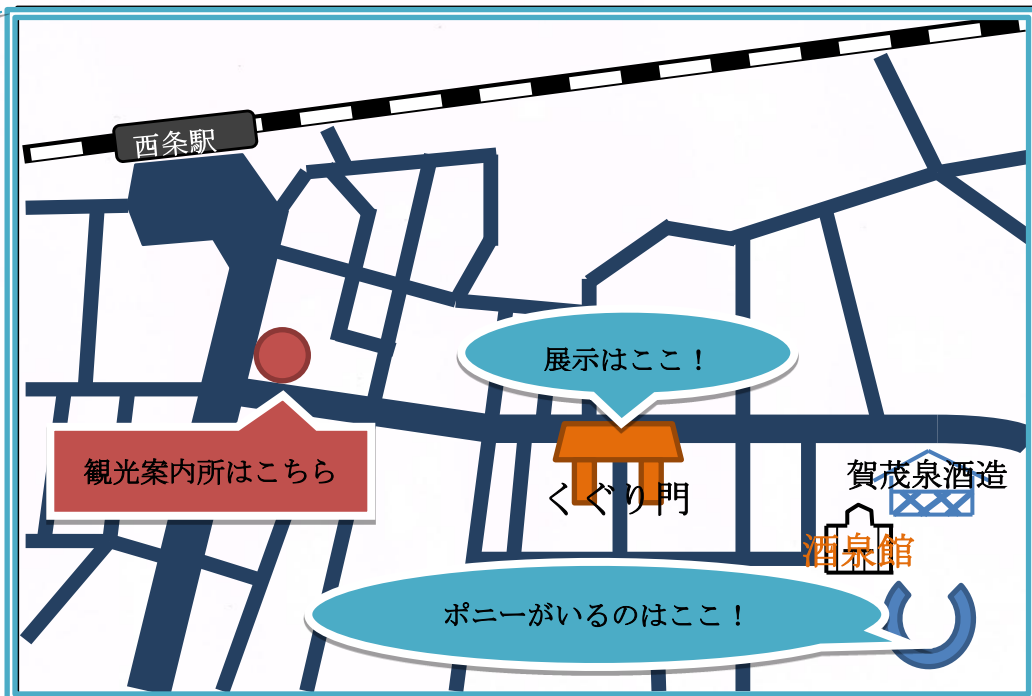 西条駅
展示はここ！
観光案内所はこちら
くぐり門
賀茂泉酒造
酒泉館
ポニーがいるのはここ！